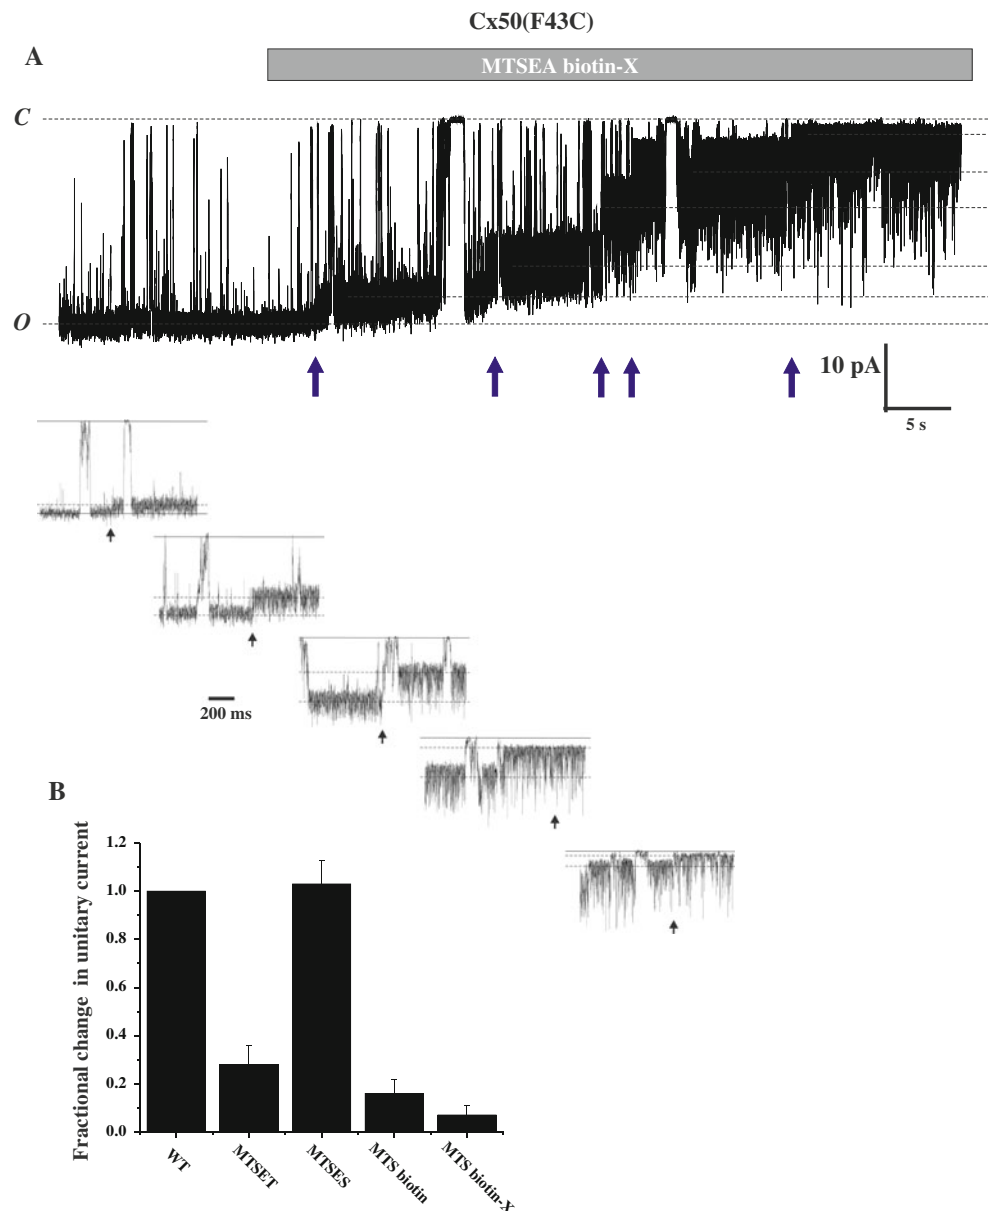 Cx50(F43C)
A
MTSEA biotin-X
C
O
10 pA
5 s
200 ms
B
Fractional change in unitary current
1.2
1.0
0.8
0.6
0.4
0.2
0.0
WT
MTSET
MTSES
MTS biotin
MTS biotin-X